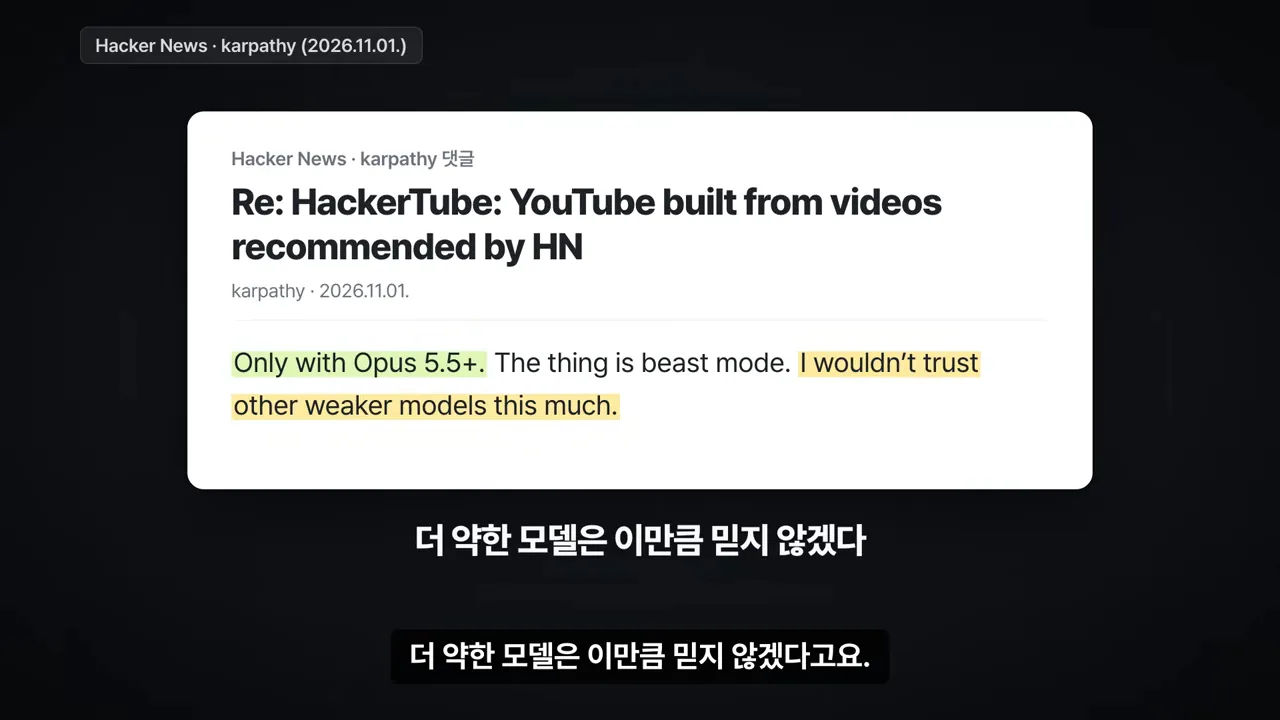 Hacker News · karpathy (2026.11.01.)
Hacker News · karpathy 댓글
Re: HackerTube: YouTube built from videos
recommended by HN
karpathy · 2026.11.01.
Only with Opus 5.5+. The thing is beast mode. I wouldn’t trust
other weaker models this much.
더 약한 모델은 이만큼 믿지 않겠다
더 약한 모델은 이만큼 믿지 않겠다고요.